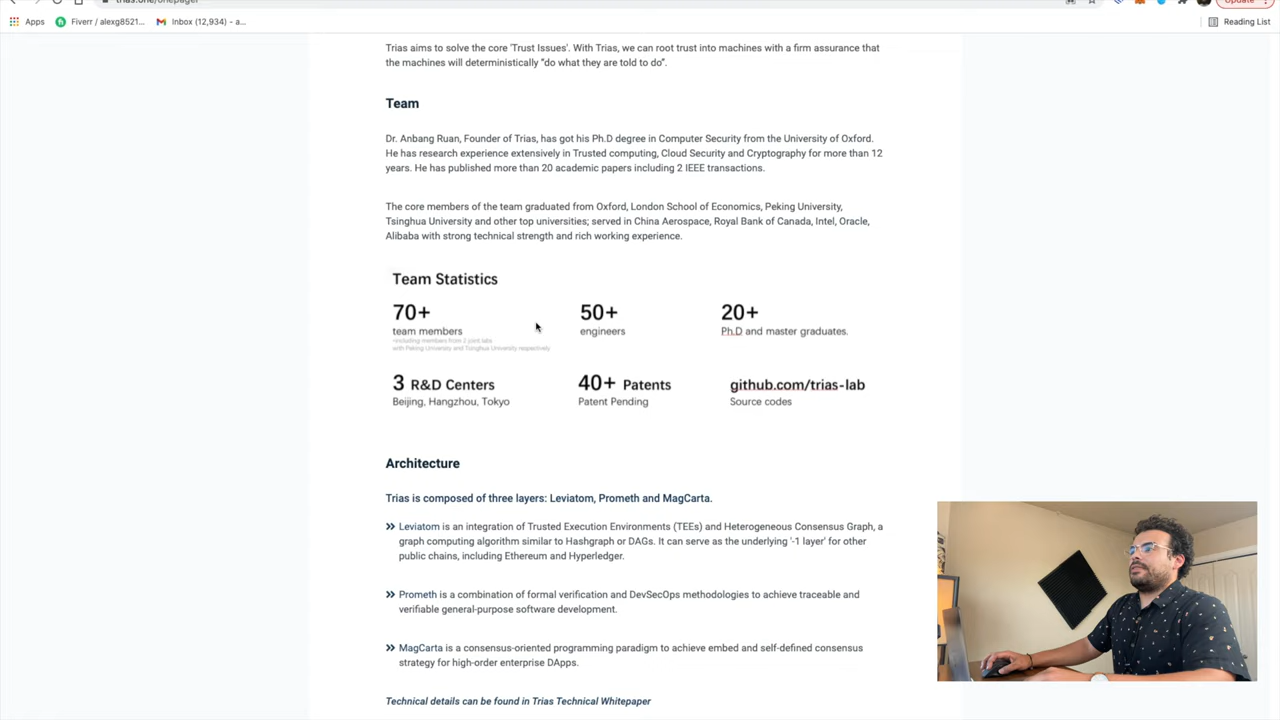 trias.one/onepager
Update
Apps
Fiverr / alexg8521...
Inbox (12,934) - a...
Reading List
Trias aims to solve the core 'Trust Issues'. With Trias, we can root trust into machines with a firm assurance that
the machines will deterministically “do what they are told to do”.
Team
Dr. Anbang Ruan, Founder of Trias, has got his Ph.D degree in Computer Security from the University of Oxford.
He has research experience extensively in Trusted computing, Cloud Security and Cryptography for more than 12
years. He has published more than 20 academic papers including 2 IEEE transactions.
The core members of the team graduated from Oxford, London School of Economics, Peking University,
Tsinghua University and other top universities; served in China Aerospace, Royal Bank of Canada, Intel, Oracle,
Alibaba with strong technical strength and rich working experience.
Team Statistics
70+
team members
-including members from 2 joint labs
with Peking University and Tsinghua University respectively
50+
engineers
20+
Ph.D and master graduates.
3 R&D Centers
Beijing, Hangzhou, Tokyo
40+ Patents
Patent Pending
github.com/trias-lab
Source codes
Architecture
Trias is composed of three layers: Leviatom, Prometh and MagCarta.
Leviatom is an integration of Trusted Execution Environments (TEEs) and Heterogeneous Consensus Graph, a
graph computing algorithm similar to Hashgraph or DAGs. It can serve as the underlying '-1 layer' for other
public chains, including Ethereum and Hyperledger.
Prometh is a combination of formal verification and DevSecOps methodologies to achieve traceable and
verifiable general-purpose software development.
MagCarta is a consensus-oriented programming paradigm to achieve embed and self-defined consensus
strategy for high-order enterprise DApps.
Technical details can be found in Trias Technical Whitepaper